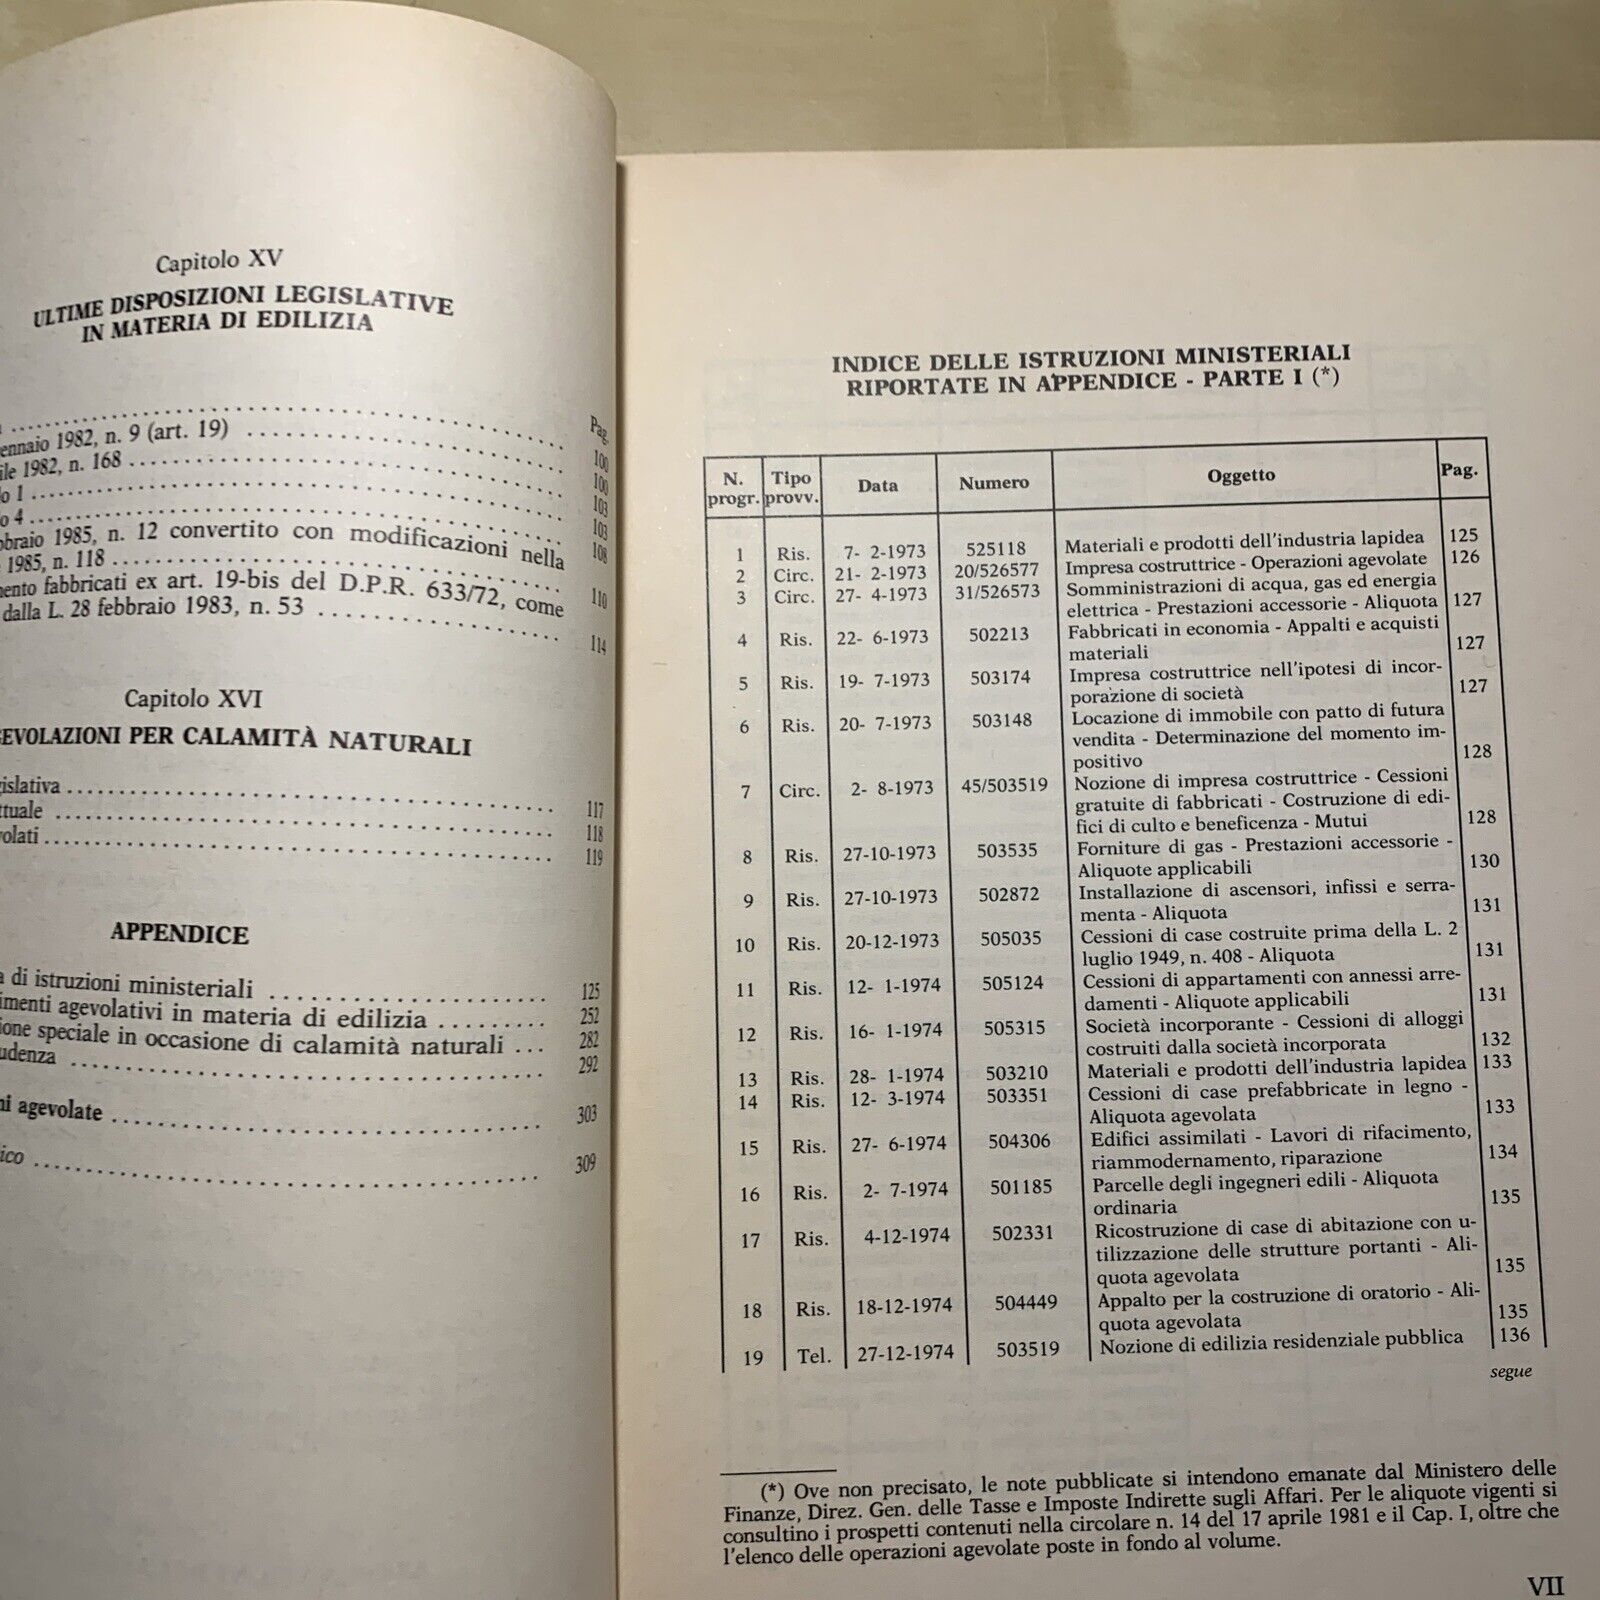 Capitolo XV
ULTIME DISPOSIZIONI LEGISLATIVE
IN MATERIA DI EDILIZIA
Pag.
ennaio 1982, n. 9 (art. 19) 100
ile 1982, n. 168 100
o 1 103
o 4 103
bbraio 1985, n. 12 convertito con modificazioni nella
1985, n. 118 108
mento fabbricati ex art. 19-bis del D.P.R. 633/72, come
dalla L. 28 febbraio 1983, n. 53 110
114
Capitolo XVI
EVOLAZIONI PER CALAMITÀ NATURALI
gislativa 117
ttuale 118
volati 119
APPENDICE
a di istruzioni ministeriali 125
imenti agevolativi in materia di edilizia 252
ione speciale in occasione di calamità naturali 282
udenza 292
ni agevolate 303
ico 309
INDICE DELLE ISTRUZIONI MINISTERIALI
RIPORTATE IN APPENDICE - PARTE I (*)
N. progr. Tipo provv. Data Numero Oggetto Pag.
1 Ris. 7- 2-1973 525118 Materiali e prodotti dell'industria lapidea 125
2 Circ. 21- 2-1973 20/526577 Impresa costruttrice - Operazioni agevolate 126
3 Circ. 27- 4-1973 31/526573 Somministrazioni di acqua, gas ed energia
elettrica - Prestazioni accessorie - Aliquota 127
4 Ris. 22- 6-1973 502213 Fabbricati in economia - Appalti e acquisti
materiali 127
5 Ris. 19- 7-1973 503174 Impresa costruttrice nell'ipotesi di incor-
porazione di società 127
6 Ris. 20- 7-1973 503148 Locazione di immobile con patto di futura
vendita - Determinazione del momento im-
positivo 128
7 Circ. 2- 8-1973 45/503519 Nozione di impresa costruttrice - Cessioni
gratuite di fabbricati - Costruzione di edi-
fici di culto e beneficenza - Mutui 128
8 Ris. 27-10-1973 503535 Forniture di gas - Prestazioni accessorie -
Aliquote applicabili 130
9 Ris. 27-10-1973 502872 Installazione di ascensori, infissi e serra-
menta - Aliquota 131
10 Ris. 20-12-1973 505035 Cessioni di case costruite prima della L. 2
luglio 1949, n. 408 - Aliquota 131
11 Ris. 12- 1-1974 505124 Cessioni di appartamenti con annessi arre-
damenti - Aliquote applicabili 131
12 Ris. 16- 1-1974 505315 Società incorporante - Cessioni di alloggi
costruiti dalla società incorporata 132
13 Ris. 28- 1-1974 503210 Materiali e prodotti dell'industria lapidea 133
14 Ris. 12- 3-1974 503351 Cessioni di case prefabbricate in legno -
Aliquota agevolata 133
15 Ris. 27- 6-1974 504306 Edifici assimilati - Lavori di rifacimento,
riammodernamento, riparazione 134
16 Ris. 2- 7-1974 501185 Parcelle degli ingegneri edili - Aliquota
ordinaria 135
17 Ris. 4-12-1974 502331 Ricostruzione di case di abitazione con u-
tilizzazione delle strutture portanti - Ali-
quota agevolata 135
18 Ris. 18-12-1974 504449 Appalto per la costruzione di oratorio - Ali-
quota agevolata 135
19 Tel. 27-12-1974 503519 Nozione di edilizia residenziale pubblica 136
segue
(*) Ove non precisato, le note pubblicate si intendono emanate dal Ministero delle
Finanze, Direz. Gen. delle Tasse e Imposte Indirette sugli Affari. Per le aliquote vigenti si
consultino i prospetti contenuti nella circolare n. 14 del 17 aprile 1981 e il Cap. I, oltre che
l'elenco delle operazioni agevolate poste in fondo al volume.
VII